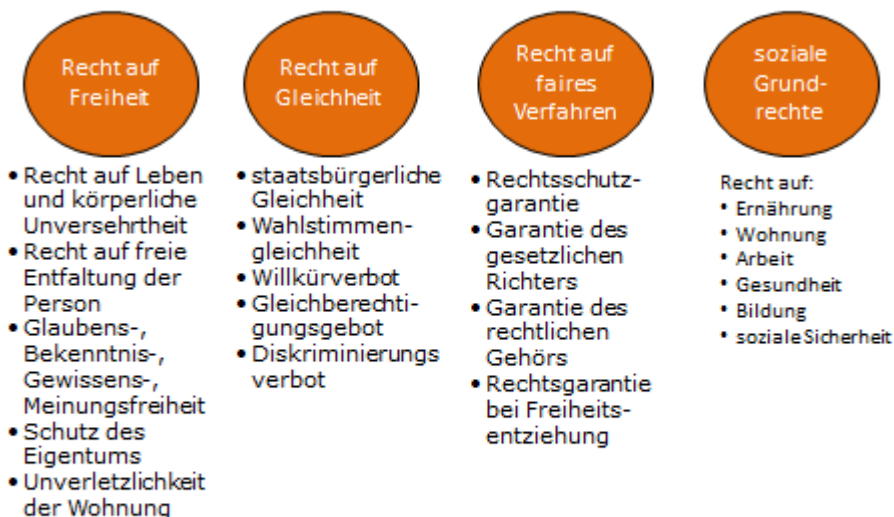 Recht auf
Freiheit
• Recht auf Leben
und körperliche
Unversehrtheit
• Recht auf freie
Entfaltung der
Person
• Glaubens-,
Bekenntnis-,
Gewissens-,
Meinungsfreiheit
• Schutz des
Eigentums
• Unverletzlichkeit
der Wohnung
Recht auf
Gleichheit
• staatsbürgerliche
Gleichheit
• Wahlstimmen-
gleichheit
• Willkürverbot
• Gleichberechti-
gungsgebot
• Diskriminierungs
verbot
Recht auf
faires
Verfahren
• Rechtsschutz-
garantie
• Garantie des
gesetzlichen
Richters
• Garantie des
rechtlichen
Gehörs
• Rechtsgarantie
bei Freiheits-
entziehung
soziale
Grund-
rechte
Recht auf:
• Ernährung
• Wohnung
• Arbeit
• Gesundheit
• Bildung
• soziale Sicherheit